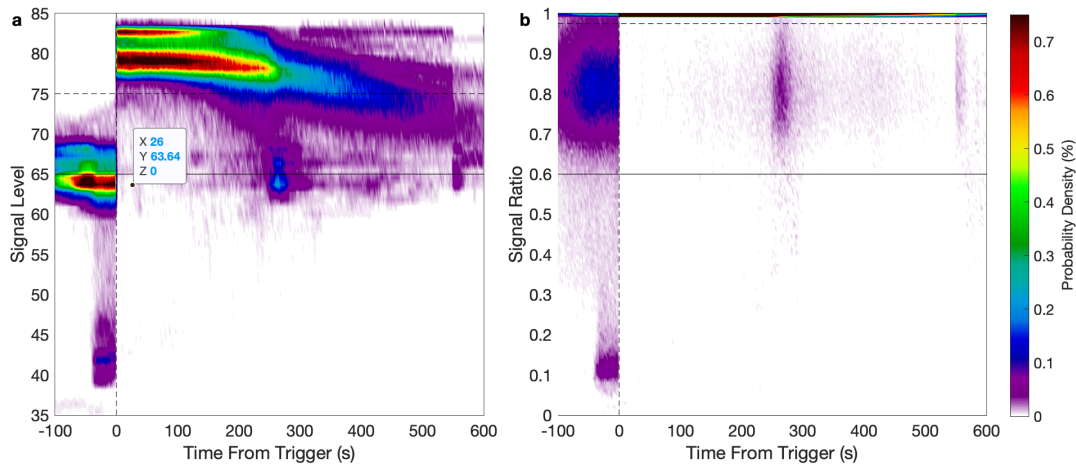 a
85
80
75
70
65
60
55
50
45
40
35
Signal Level
X 26
Y 63.64
Z 0
-100 0 100 200 300 400 500 600
Time From Trigger (s)
b
1
0.9
0.8
0.7
0.6
0.5
0.4
0.3
0.2
0.1
0
Signal Ratio
-100 0 100 200 300 400 500 600
Time From Trigger (s)
0.7
0.6
0.5
0.4
0.3
0.2
0.1
0
Probability Density (%)